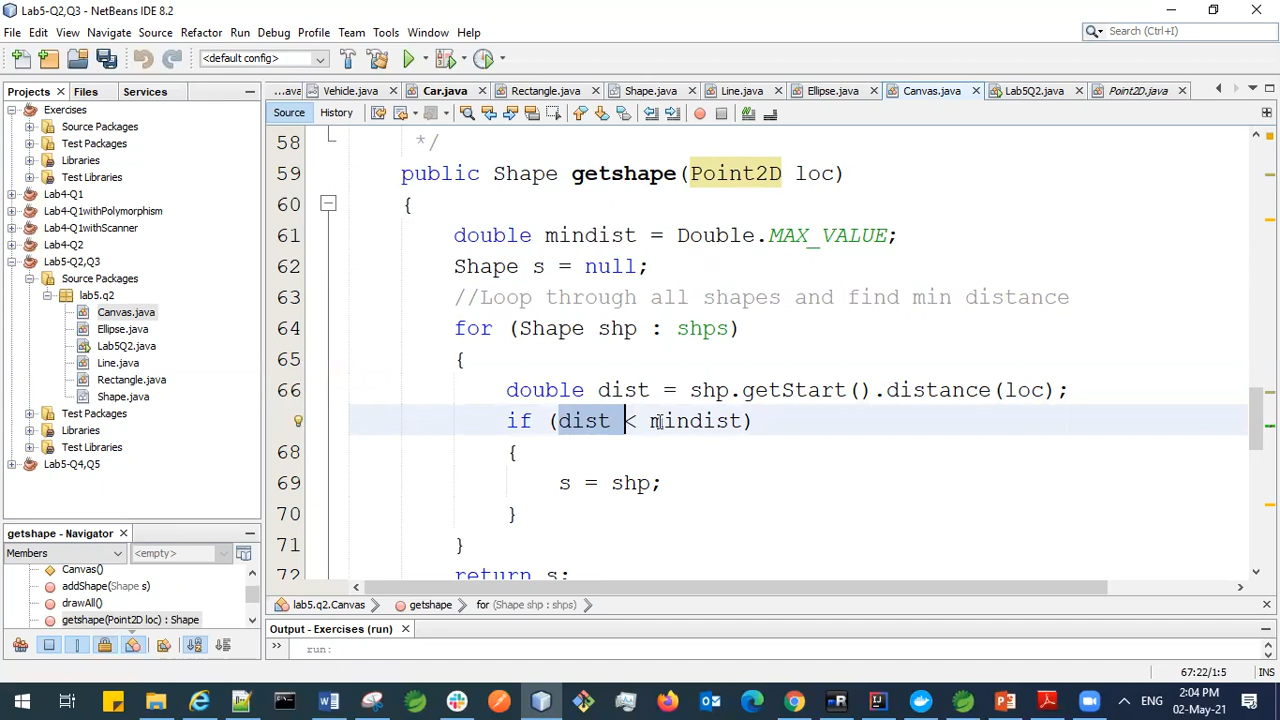 Lab5-Q2,Q3 - NetBeans IDE 8.2
File Edit View Navigate Source Refactor Run Debug Profile Team Tools Window Help
Search (Ctrl+I)
<default config>
Projects Files Services
...java Vehicle.java Car.java Rectangle.java Shape.java Line.java Ellipse.java Canvas.java Lab5Q2.java Point2D.java
Source History
Exercises
Source Packages
Test Packages
Libraries
Test Libraries
Lab4-Q1
Lab4-Q1withPolymorphism
Lab4-Q1withScanner
Lab4-Q2
Lab5-Q2,Q3
Source Packages
lab5.q2
Canvas.java
Ellipse.java
Lab5Q2.java
Line.java
Rectangle.java
Shape.java
Test Packages
Libraries
Test Libraries
Lab5-Q4,Q5
58 */
59 public Shape getshape(Point2D loc)
60 {
61 double mindist = Double.MAX_VALUE;
62 Shape s = null;
63 //Loop through all shapes and find min distance
64 for (Shape shp : shps)
65 {
66 double dist = shp.getStart().distance(loc);
if (dist < mindist)
68 {
69 s = shp;
70 }
71 }
72 return s;
getshape - Navigator
Members <empty>
Canvas()
addShape(Shape s)
drawAll()
getshape(Point2D loc) : Shape
lab5.q2.Canvas getshape for (Shape shp : shps)
Output - Exercises (run)
run:
67:22/1:5 INS
ENG
2:04 PM
02-May-21